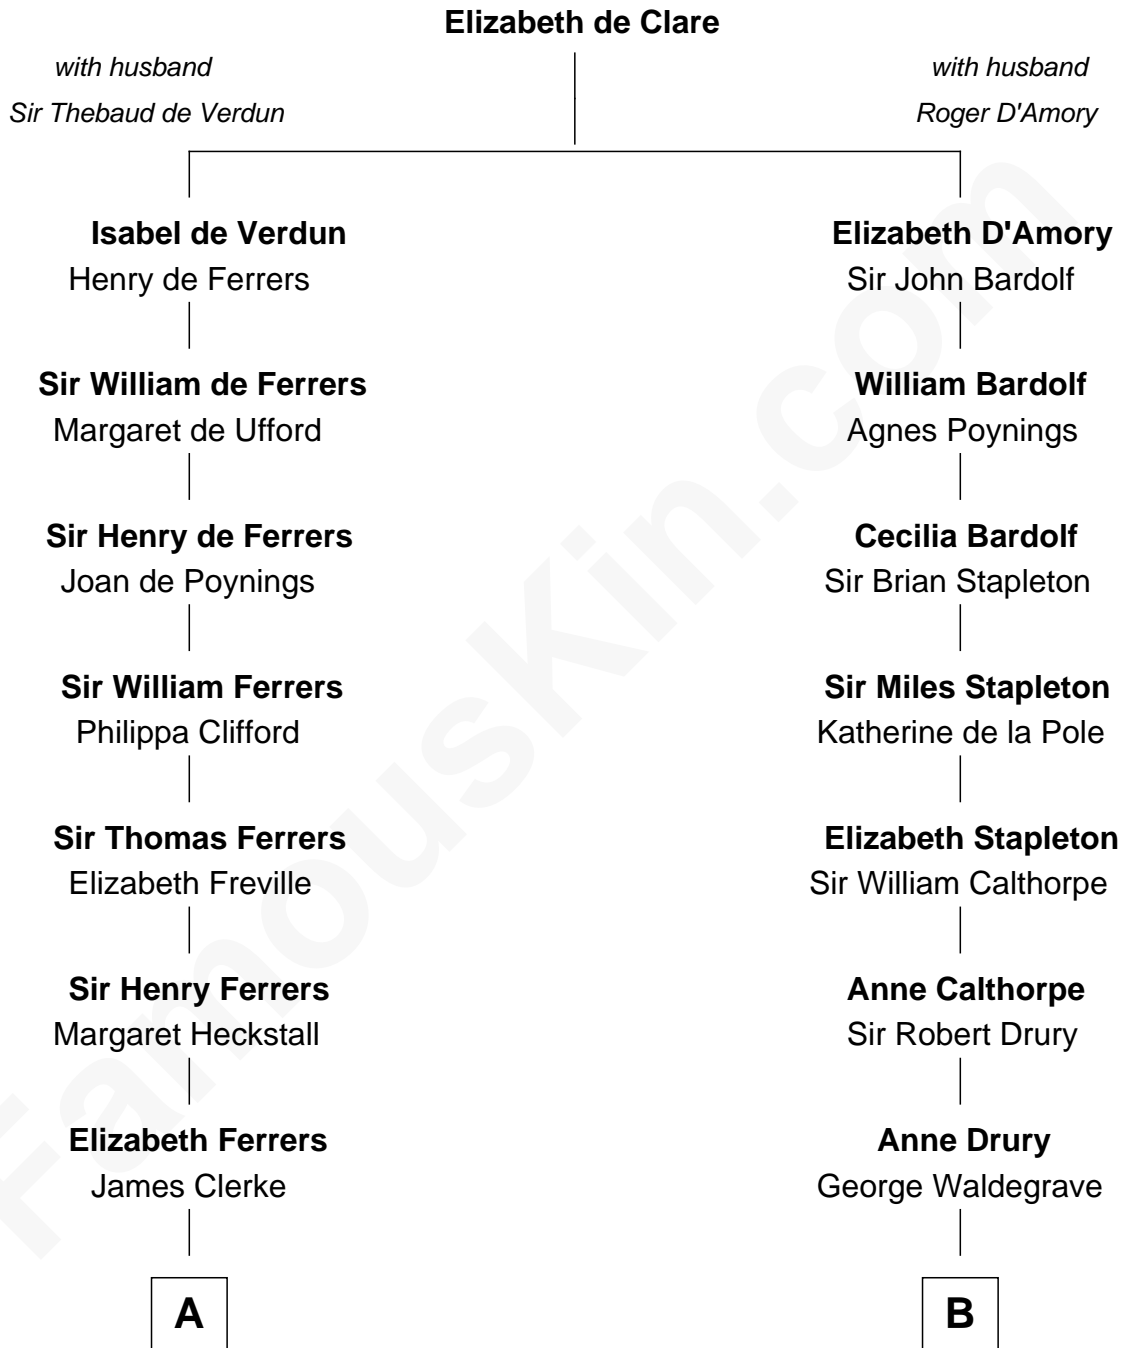 Elizabeth de Clare
with husband
Sir Thebaud de Verdun
with husband
Roger D'Amory
Isabel de Verdun
Henry de Ferrers
Elizabeth D'Amory
Sir John Bardolf
Sir William de Ferrers
Margaret de Ufford
William Bardolf
Agnes Poynings
Sir Henry de Ferrers
Joan de Poynings
Cecilia Bardolf
Sir Brian Stapleton
Sir William Ferrers
Philippa Clifford
Sir Miles Stapleton
Katherine de la Pole
Sir Thomas Ferrers
Elizabeth Freville
Elizabeth Stapleton
Sir William Calthorpe
Sir Henry Ferrers
Margaret Heckstall
Anne Calthorpe
Sir Robert Drury
Elizabeth Ferrers
James Clerke
Anne Drury
George Waldegrave
A
B
FamousKin.com